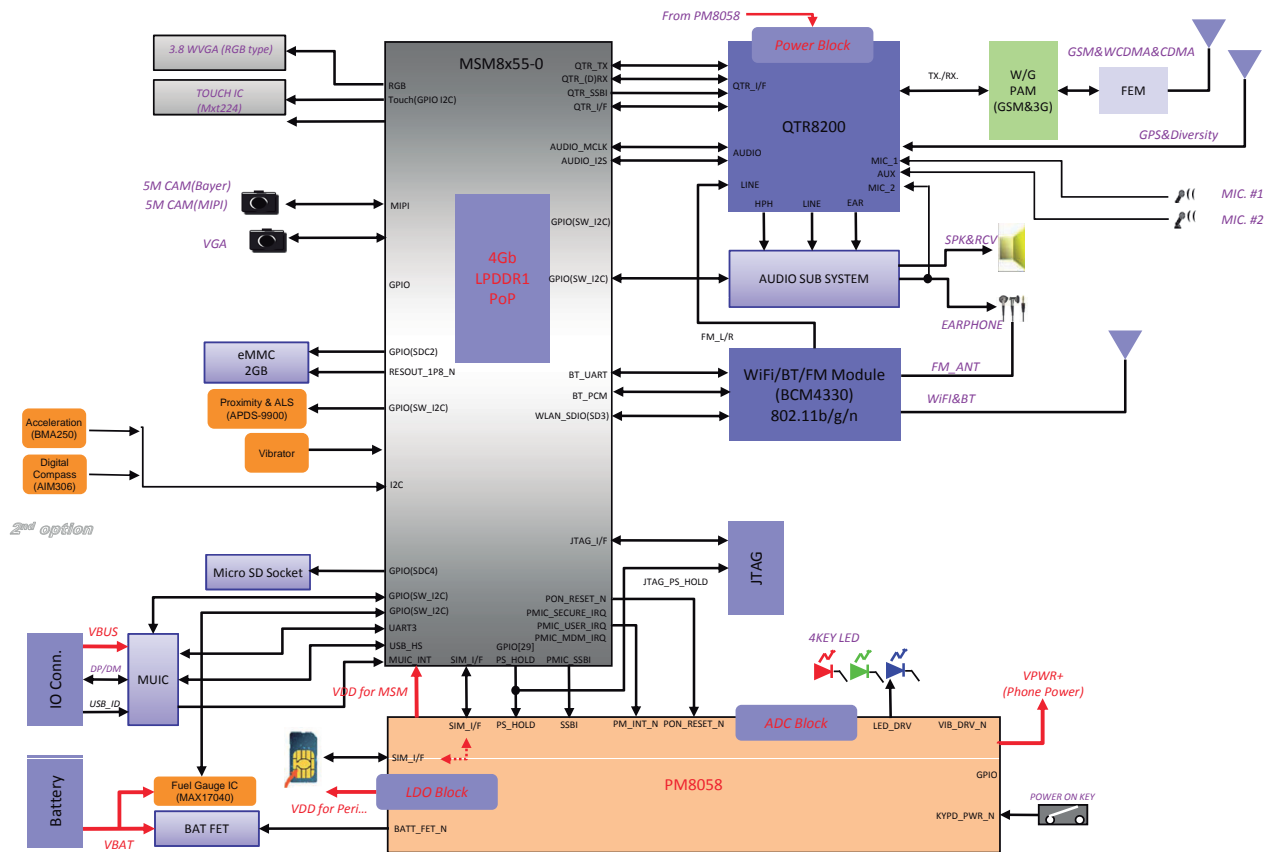 From PM8058
3.8 WVGA (RGB type)
TOUCH IC
(Mxt224)
MSM8x55-0
RGB
Touch(GPIO I2C)
QTR_TX
QTR_(D)RX
QTR_SSBI
QTR_I/F
AUDIO_MCLK
AUDIO_I2S
Power Block
QTR_I/F
QTR8200
AUDIO
LINE
MIC_1
AUX
MIC_2
HPH
LINE
EAR
TX./RX.
W/G
PAM
(GSM&3G)
GSM&WCDMA&CDMA
FEM
GPS&Diversity
MIC. #1
MIC. #2
5M CAM(Bayer)
5M CAM(MIPI)
VGA
MIPI
GPIO
4Gb
LPDDR1
PoP
GPIO(SW_I2C)
GPIO(SW_I2C)
AUDIO SUB SYSTEM
SPK&RCV
EARPHONE
FM_L/R
FM_ANT
WiFI&BT
WiFi/BT/FM Module
(BCM4330)
802.11b/g/n
BT_UART
BT_PCM
WLAN_SDIO(SD3)
eMMC
2GB
GPIO(SDC2)
RESOUT_1P8_N
Proximity & ALS
(APDS-9900)
GPIO(SW_I2C)
Acceleration
(BMA250)
Vibrator
Digital
Compass
(AIM306)
I2C
2nd option
Micro SD Socket
GPIO(SDC4)
GPIO(SW_I2C)
GPIO(SW_I2C)
UART3
USB_HS
MUIC_INT
SIM_I/F
GPIO[29]
PS_HOLD
PMIC_SSBI
JTAG_I/F
PON_RESET_N
PMIC_SECURE_IRQ
PMIC_USER_IRQ
PMIC_MDM_IRQ
JTAG_PS_HOLD
JTAG
IO Conn.
VBUS
DP/DM
USB_ID
MUIC
VDD for MSM
4KEY LED
VPWR+
(Phone Power)
SIM_I/F
PS_HOLD
SSBI
PM_INT_N
PON_RESET_N
ADC Block
LED_DRV
VIB_DRV_N
SIM_I/F
GPIO
PM8058
LDO Block
VDD for Peri...
BATT_FET_N
KYPD_PWR_N
POWER ON KEY
Battery
Fuel Gauge IC
(MAX17040)
BAT FET
VBAT